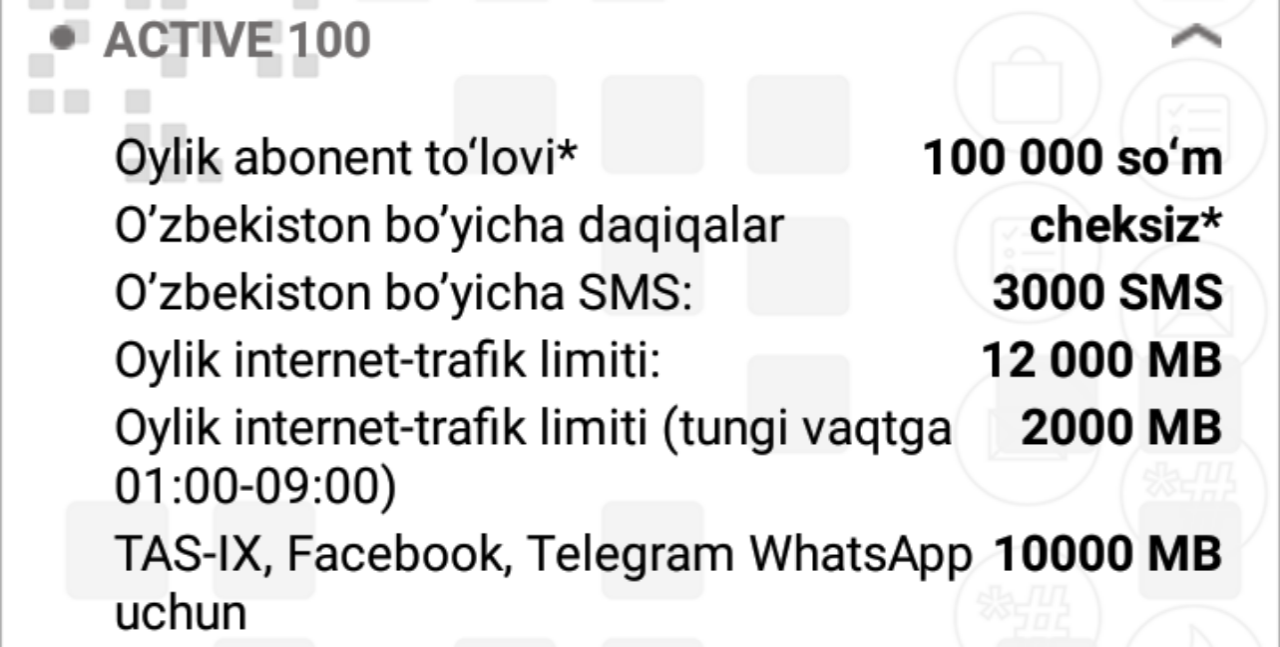 ACTIVE 100
Oylik abonent to‘lovi* 100 000 so‘m
O’zbekiston bo’yicha daqiqalar cheksiz*
O’zbekiston bo’yicha SMS: 3000 SMS
Oylik internet-trafik limiti: 12 000 MB
Oylik internet-trafik limiti (tungi vaqtga 2000 MB
01:00-09:00)
TAS-IX, Facebook, Telegram WhatsApp 10000 MB
uchun